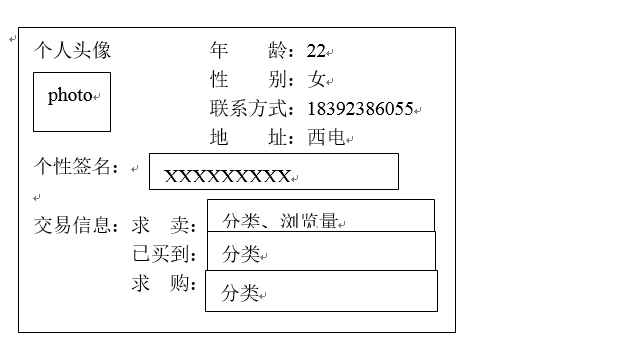 个人头像
年 龄：22
photo
性 别：女
联系方式：18392386055
地 址：西电
个性签名：
XXXXXXXXX
交易信息：求 卖：
分类、浏览量
已买到：
分类
求 购：
分类